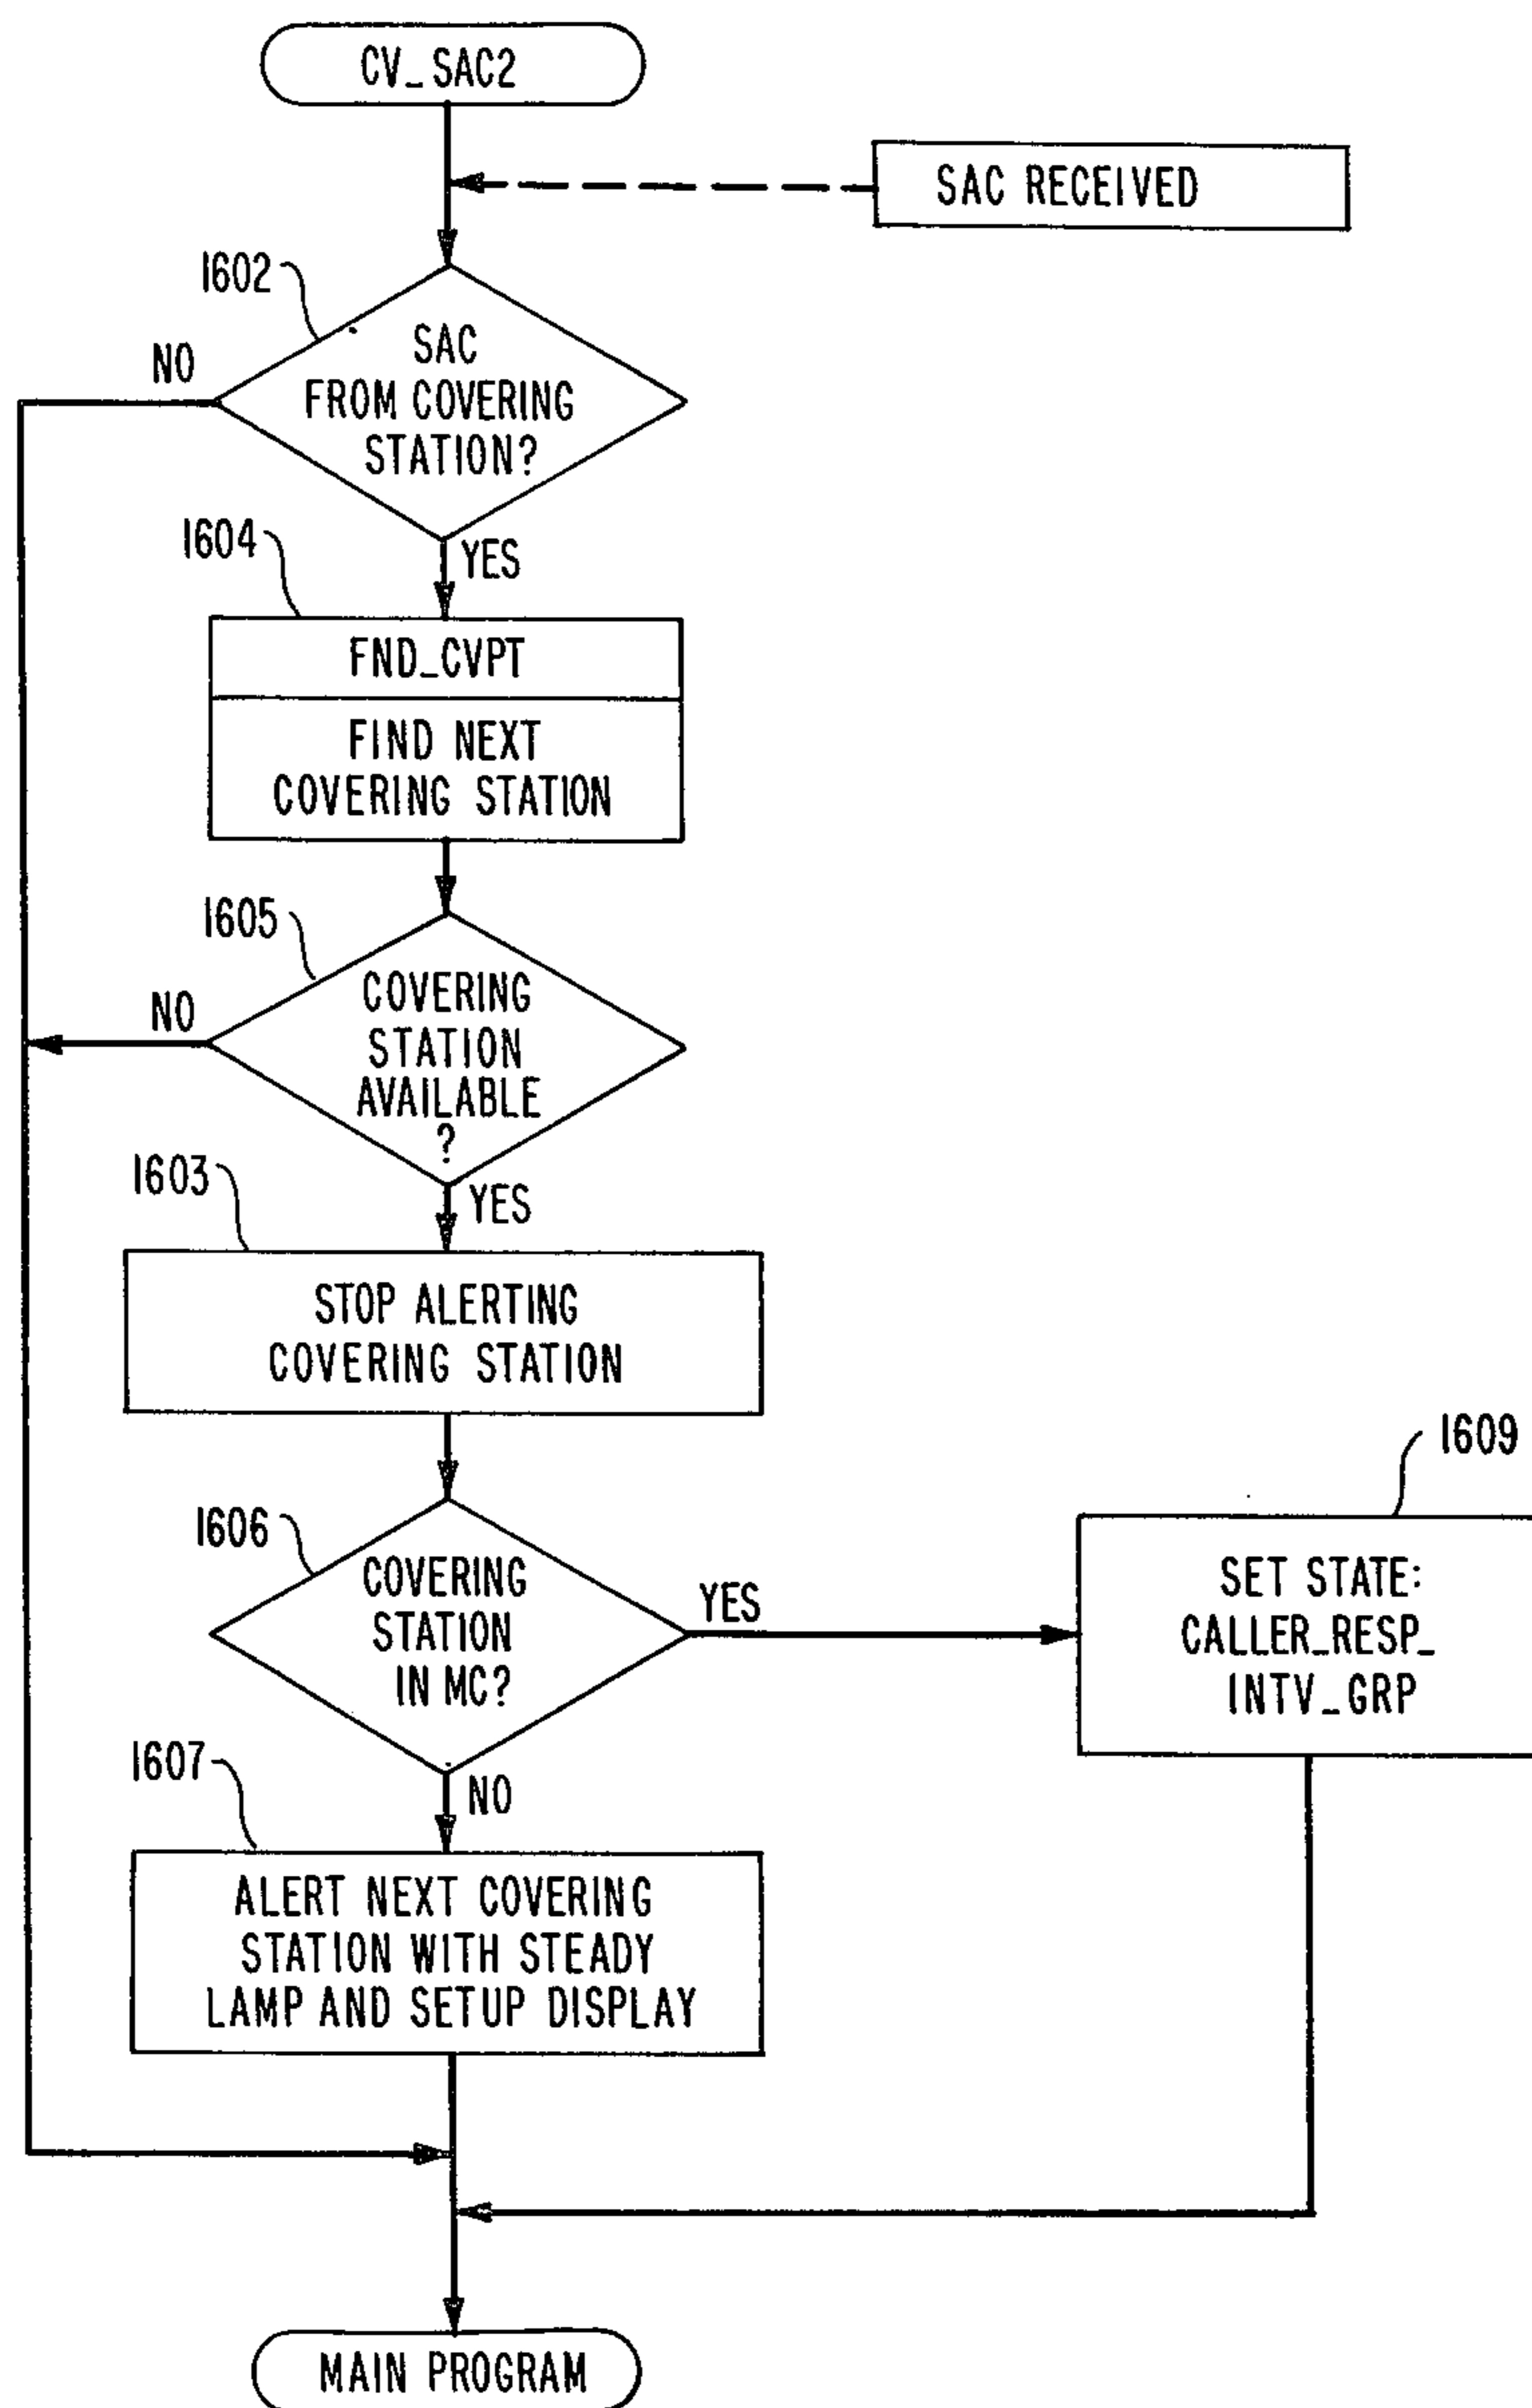 CV_SAC2
SAC RECEIVED
1602
NO
SAC
FROM COVERING
STATION?
1604
YES
FND_CVPT
FIND NEXT
COVERING STATION
1605
NO
COVERING
STATION
AVAILABLE
?
1603
YES
STOP ALERTING
COVERING STATION
1606
COVERING
STATION
IN MC?
YES
1609
SET STATE:
CALLER_RESP_
INTV_GRP
1607
NO
ALERT NEXT COVERING
STATION WITH STEADY
LAMP AND SETUP DISPLAY
MAIN PROGRAM